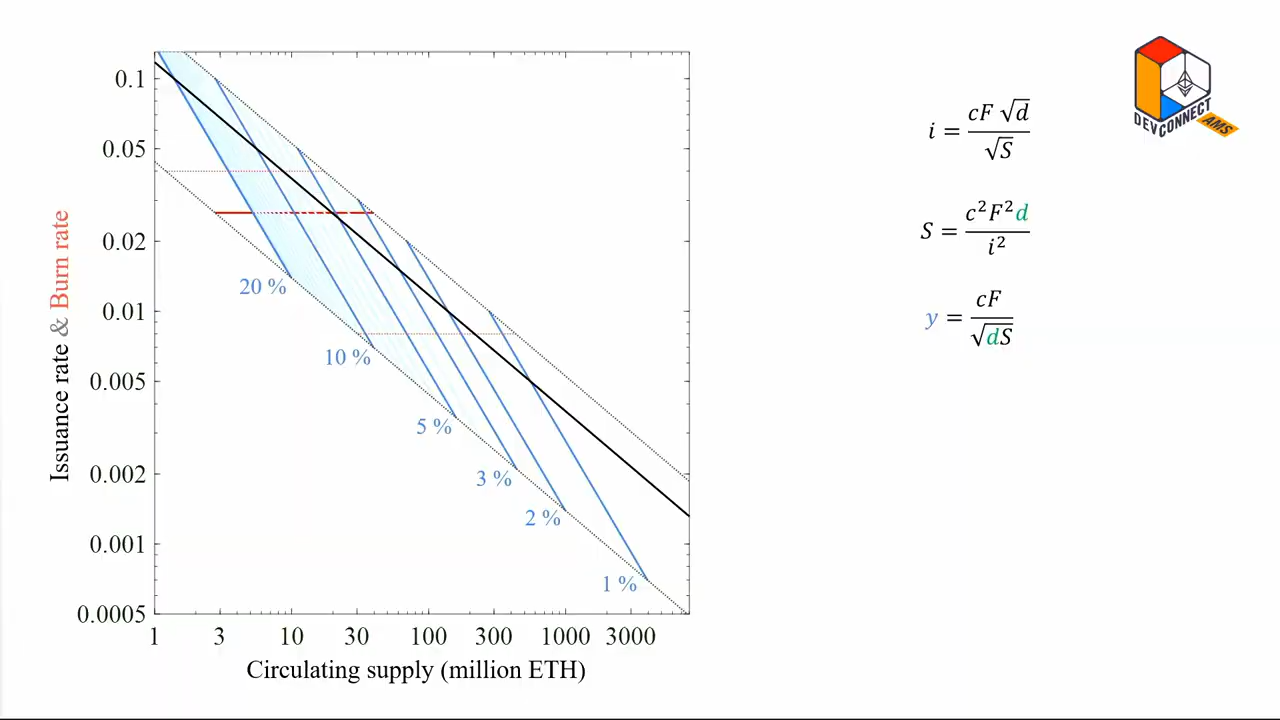 0.1
0.05
0.02
0.01
0.005
0.002
0.001
0.0005
Issuance rate & Burn rate
20 %
10 %
5 %
3 %
2 %
1 %
1 3 10 30 100 300 1000 3000
Circulating supply (million ETH)
i = cF √d / √S
S = c²F²d / i²
y = cF / √dS
DEVCONNECT
AMS